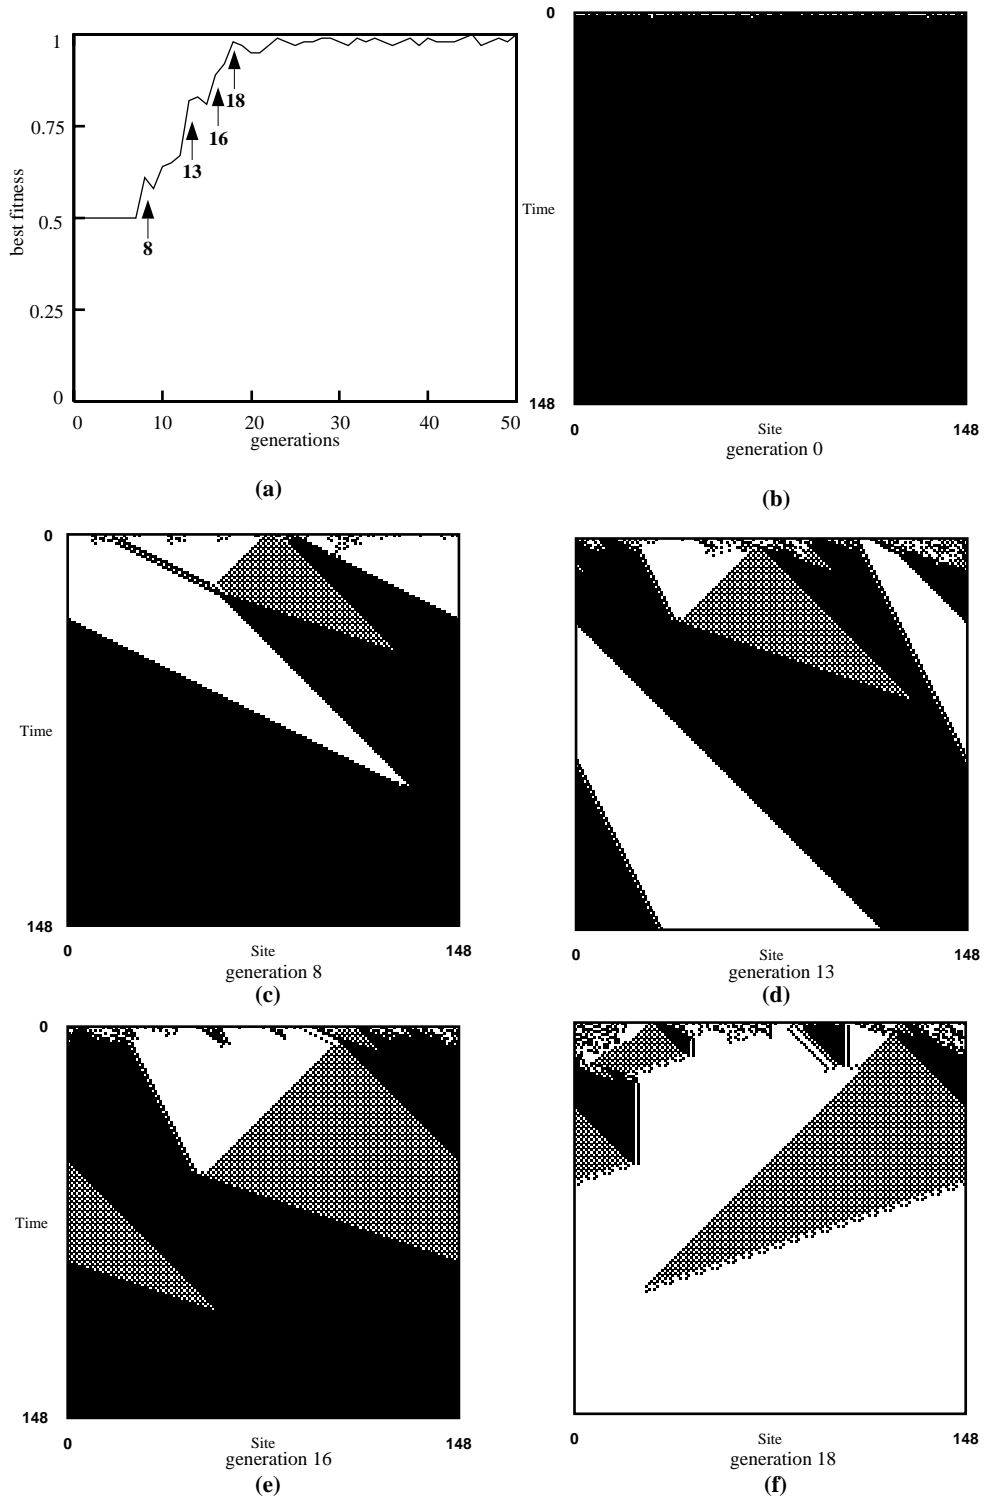 1
0.75
0.5
0.25
0
best fitness
8
13
16
18
0 10 20 30 40 50
generations
(a)
0
Time
148
0 Site 148
generation 0
(b)
0
Time
148
0 Site 148
generation 8
(c)
0 Site 148
generation 13
(d)
0
Time
148
0 Site 148
generation 16
(e)
0 Site 148
generation 18
(f)